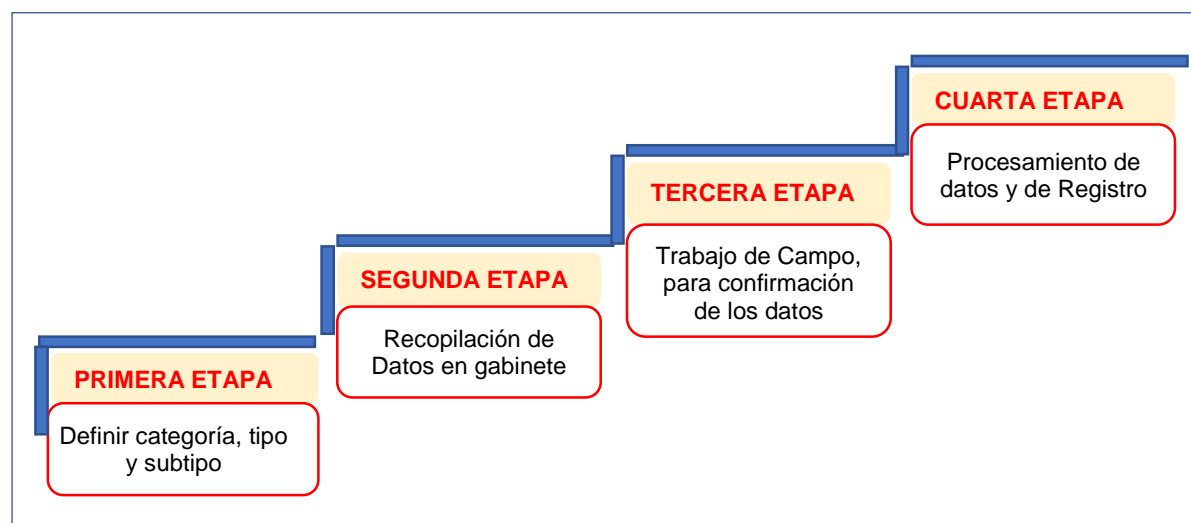 PRIMERA ETAPA
Definir categoría, tipo
y subtipo
SEGUNDA ETAPA
Recopilación de
Datos en gabinete
TERCERA ETAPA
Trabajo de Campo,
para confirmación
de los datos
CUARTA ETAPA
Procesamiento de
datos y de Registro